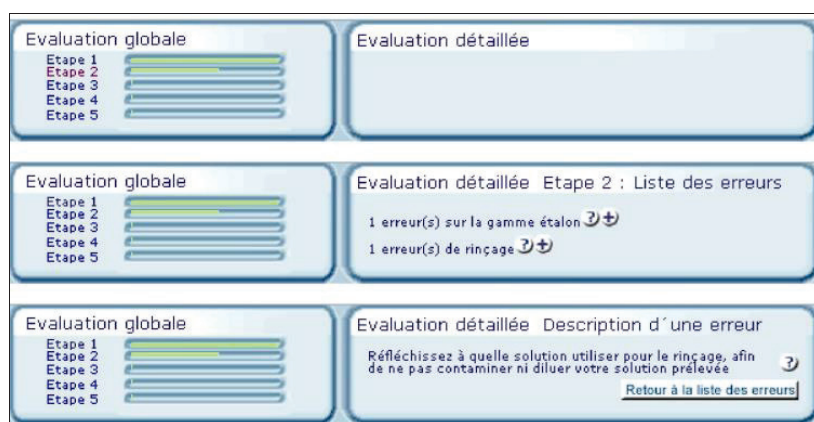 Evaluation globale
Etape 1
Etape 2
Etape 3
Etape 4
Etape 5
Evaluation détaillée
Evaluation globale
Etape 1
Etape 2
Etape 3
Etape 4
Etape 5
Evaluation détaillée Etape 2 : Liste des erreurs
1 erreur(s) sur la gamme étalon ? +
1 erreur(s) de rinçage ? +
Evaluation globale
Etape 1
Etape 2
Etape 3
Etape 4
Etape 5
Evaluation détaillée Description d´une erreur
Réfléchissez à quelle solution utiliser pour le rinçage, afin
de ne pas contaminer ni diluer votre solution prélevée ?
Retour à la liste des erreurs